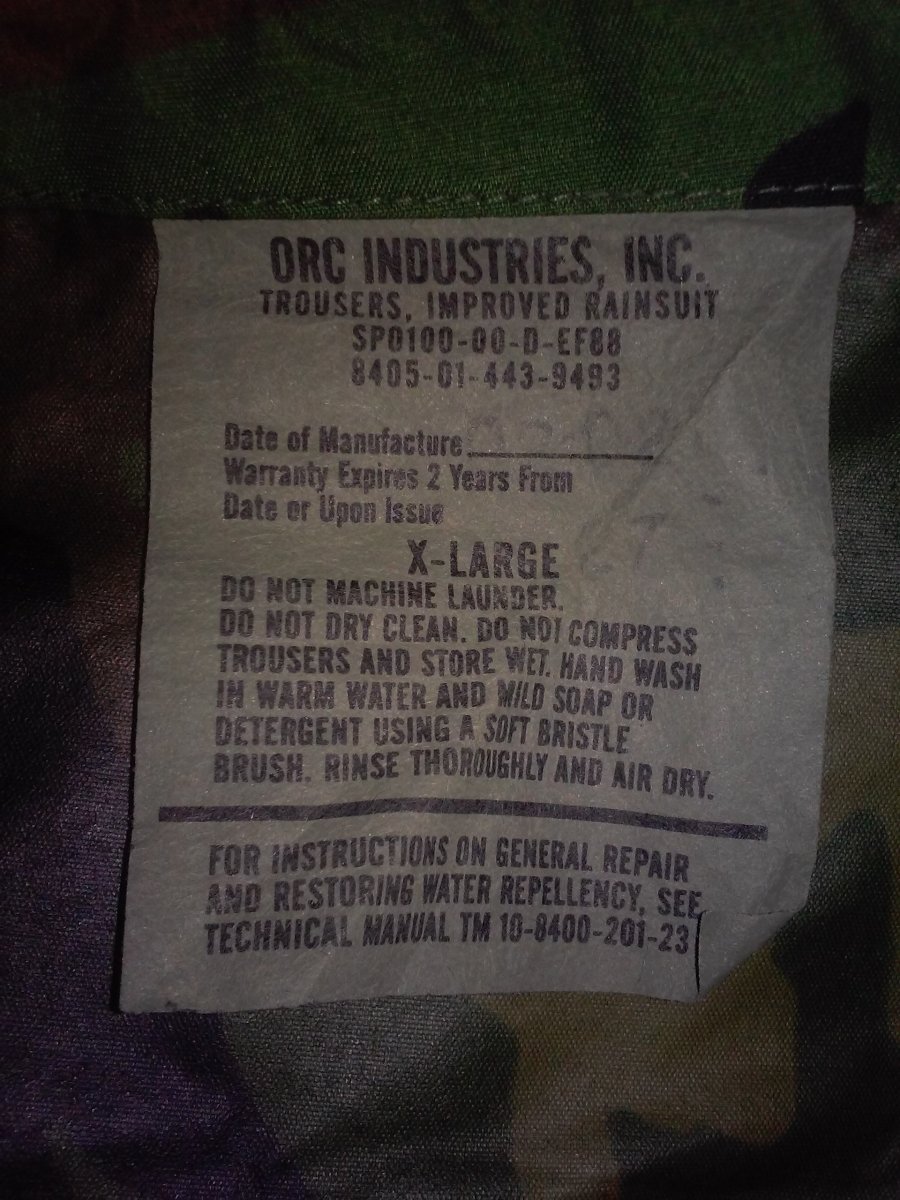 ORC INDUSTRIES, INC.
TROUSERS, IMPROVED RAINSUIT
SP0100-00-D-EF88
8405-01-443-9493
Date of Manufacture
Warranty Expires 2 Years From
Date or Upon Issue
X-LARGE
DO NOT MACHINE LAUNDER.
DO NOT DRY CLEAN. DO NOT COMPRESS
TROUSERS AND STORE WET. HAND WASH
IN WARM WATER AND MILD SOAP OR
DETERGENT USING A SOFT BRISTLE
BRUSH. RINSE THOROUGHLY AND AIR DRY.
FOR INSTRUCTIONS ON GENERAL REPAIR
AND RESTORING WATER REPELLENCY, SEE
TECHNICAL MANUAL TM 10-8400-201-23